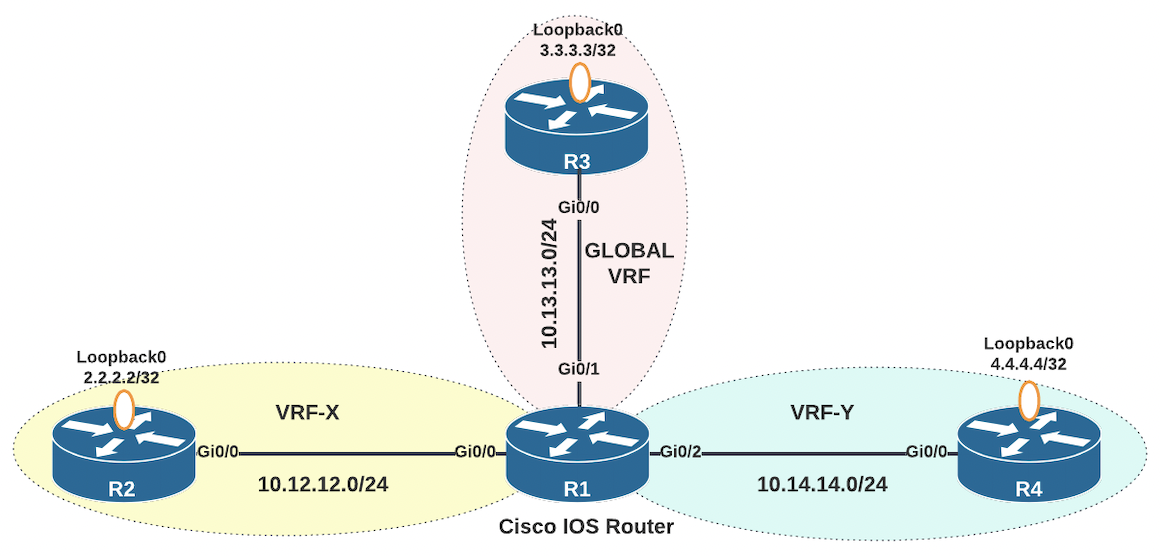 Loopback0
3.3.3.3/32
R3
Gi0/0
10.13.13.0/24
GLOBAL
VRF
Gi0/1
Loopback0
2.2.2.2/32
VRF-X
R2
Gi0/0
Gi0/0
10.12.12.0/24
R1
Cisco IOS Router
Loopback0
4.4.4.4/32
VRF-Y
Gi0/2
Gi0/0
10.14.14.0/24
R4